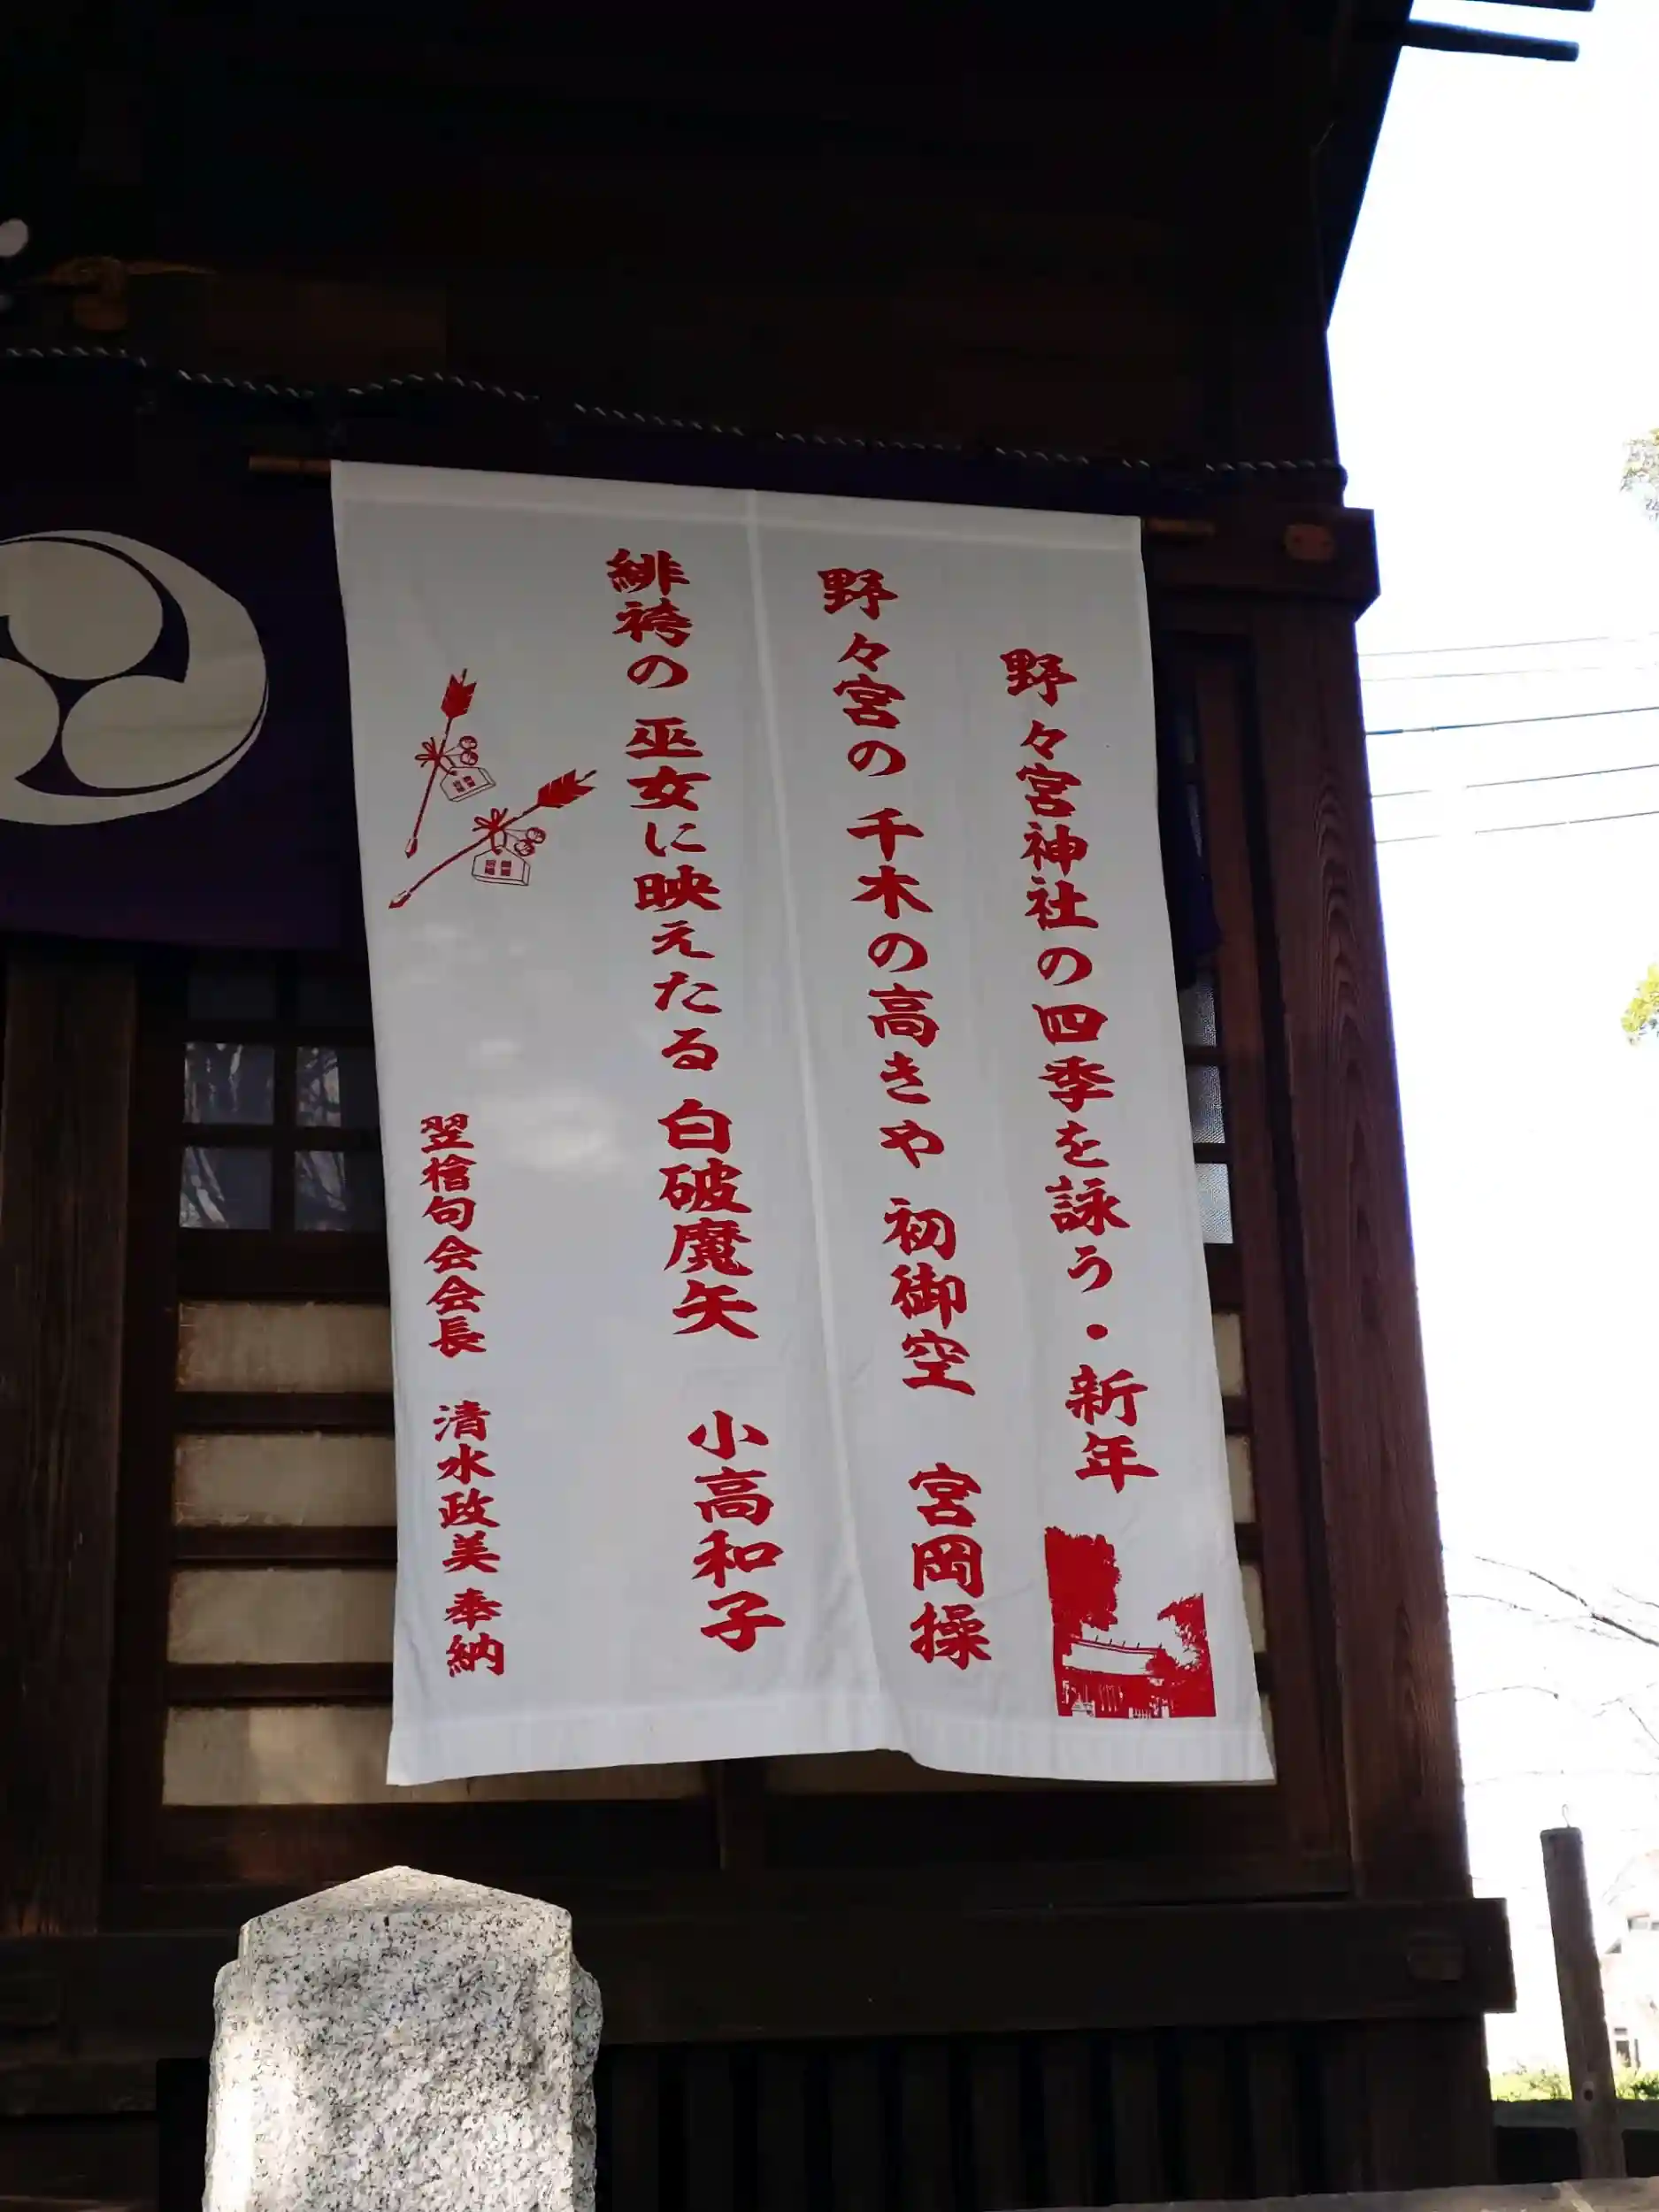 野々宮神社の四季を詠う・新年
野々宮の 千木の高きや 初御空 宮岡操
緋袴の 巫女に映えたる 白破魔矢 小高和子
翌檜句会会長 清水政美 奉納